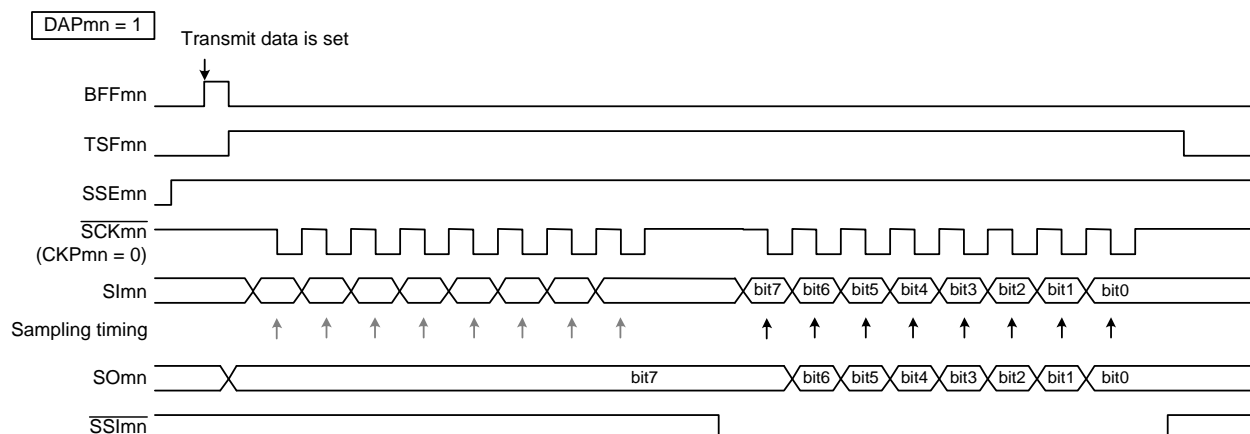 DAPmn = 1
Transmit data is set
BFFmn
TSFmn
SSEmn
SCKmn
(CKPmn = 0)
SImn bit7 bit6 bit5 bit4 bit3 bit2 bit1 bit0
Sampling timing
SOmn bit7 bit6 bit5 bit4 bit3 bit2 bit1 bit0
SSImn